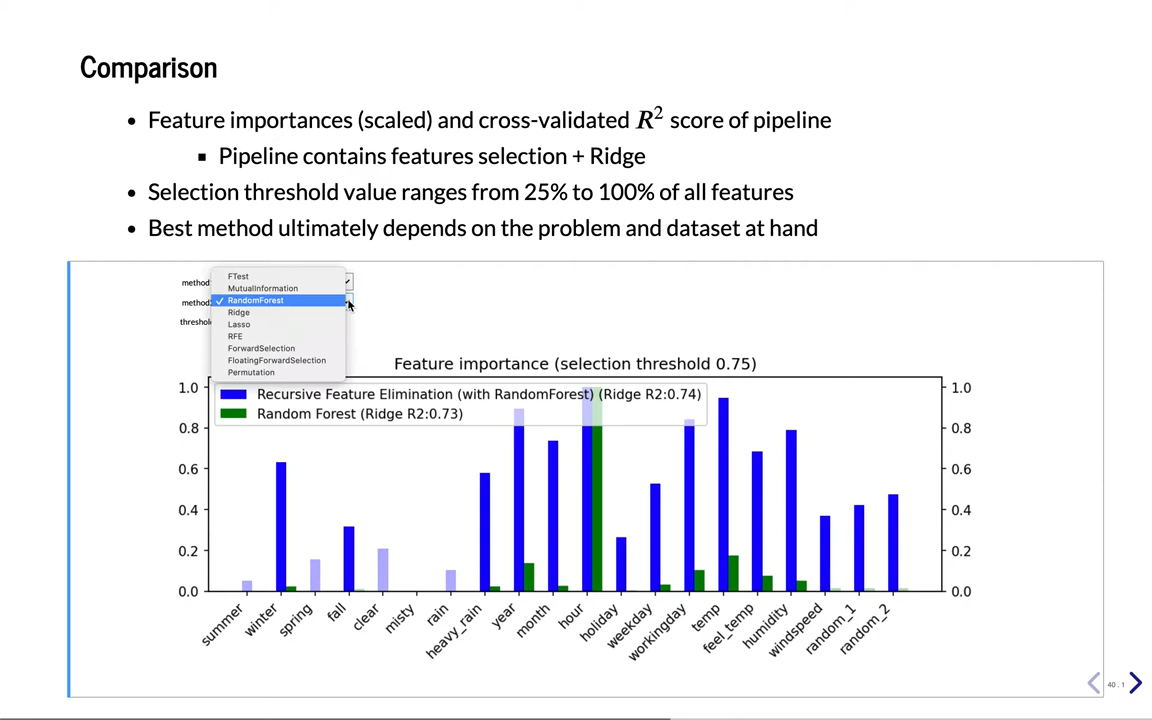 Comparison
Feature importances (scaled) and cross-validated R² score of pipeline
Pipeline contains features selection + Ridge
Selection threshold value ranges from 25% to 100% of all features
Best method ultimately depends on the problem and dataset at hand
method
FTest
MutualInformation
method
✓ RandomForest
Ridge
threshol
Lasso
RFE
ForwardSelection
FloatingForwardSelection
Permutation
Feature importance (selection threshold 0.75)
Recursive Feature Elimination (with RandomForest) (Ridge R2:0.74)
Random Forest (Ridge R2:0.73)
1.0 1.0
0.8 0.8
0.6 0.6
0.4 0.4
0.2 0.2
0.0 0.0
summer
winter
spring
fall
clear
misty
rain
heavy_rain
year
month
hour
holiday
weekday
workingday
temp
feel_temp
humidity
windspeed
random_1
random_2
40 . 1